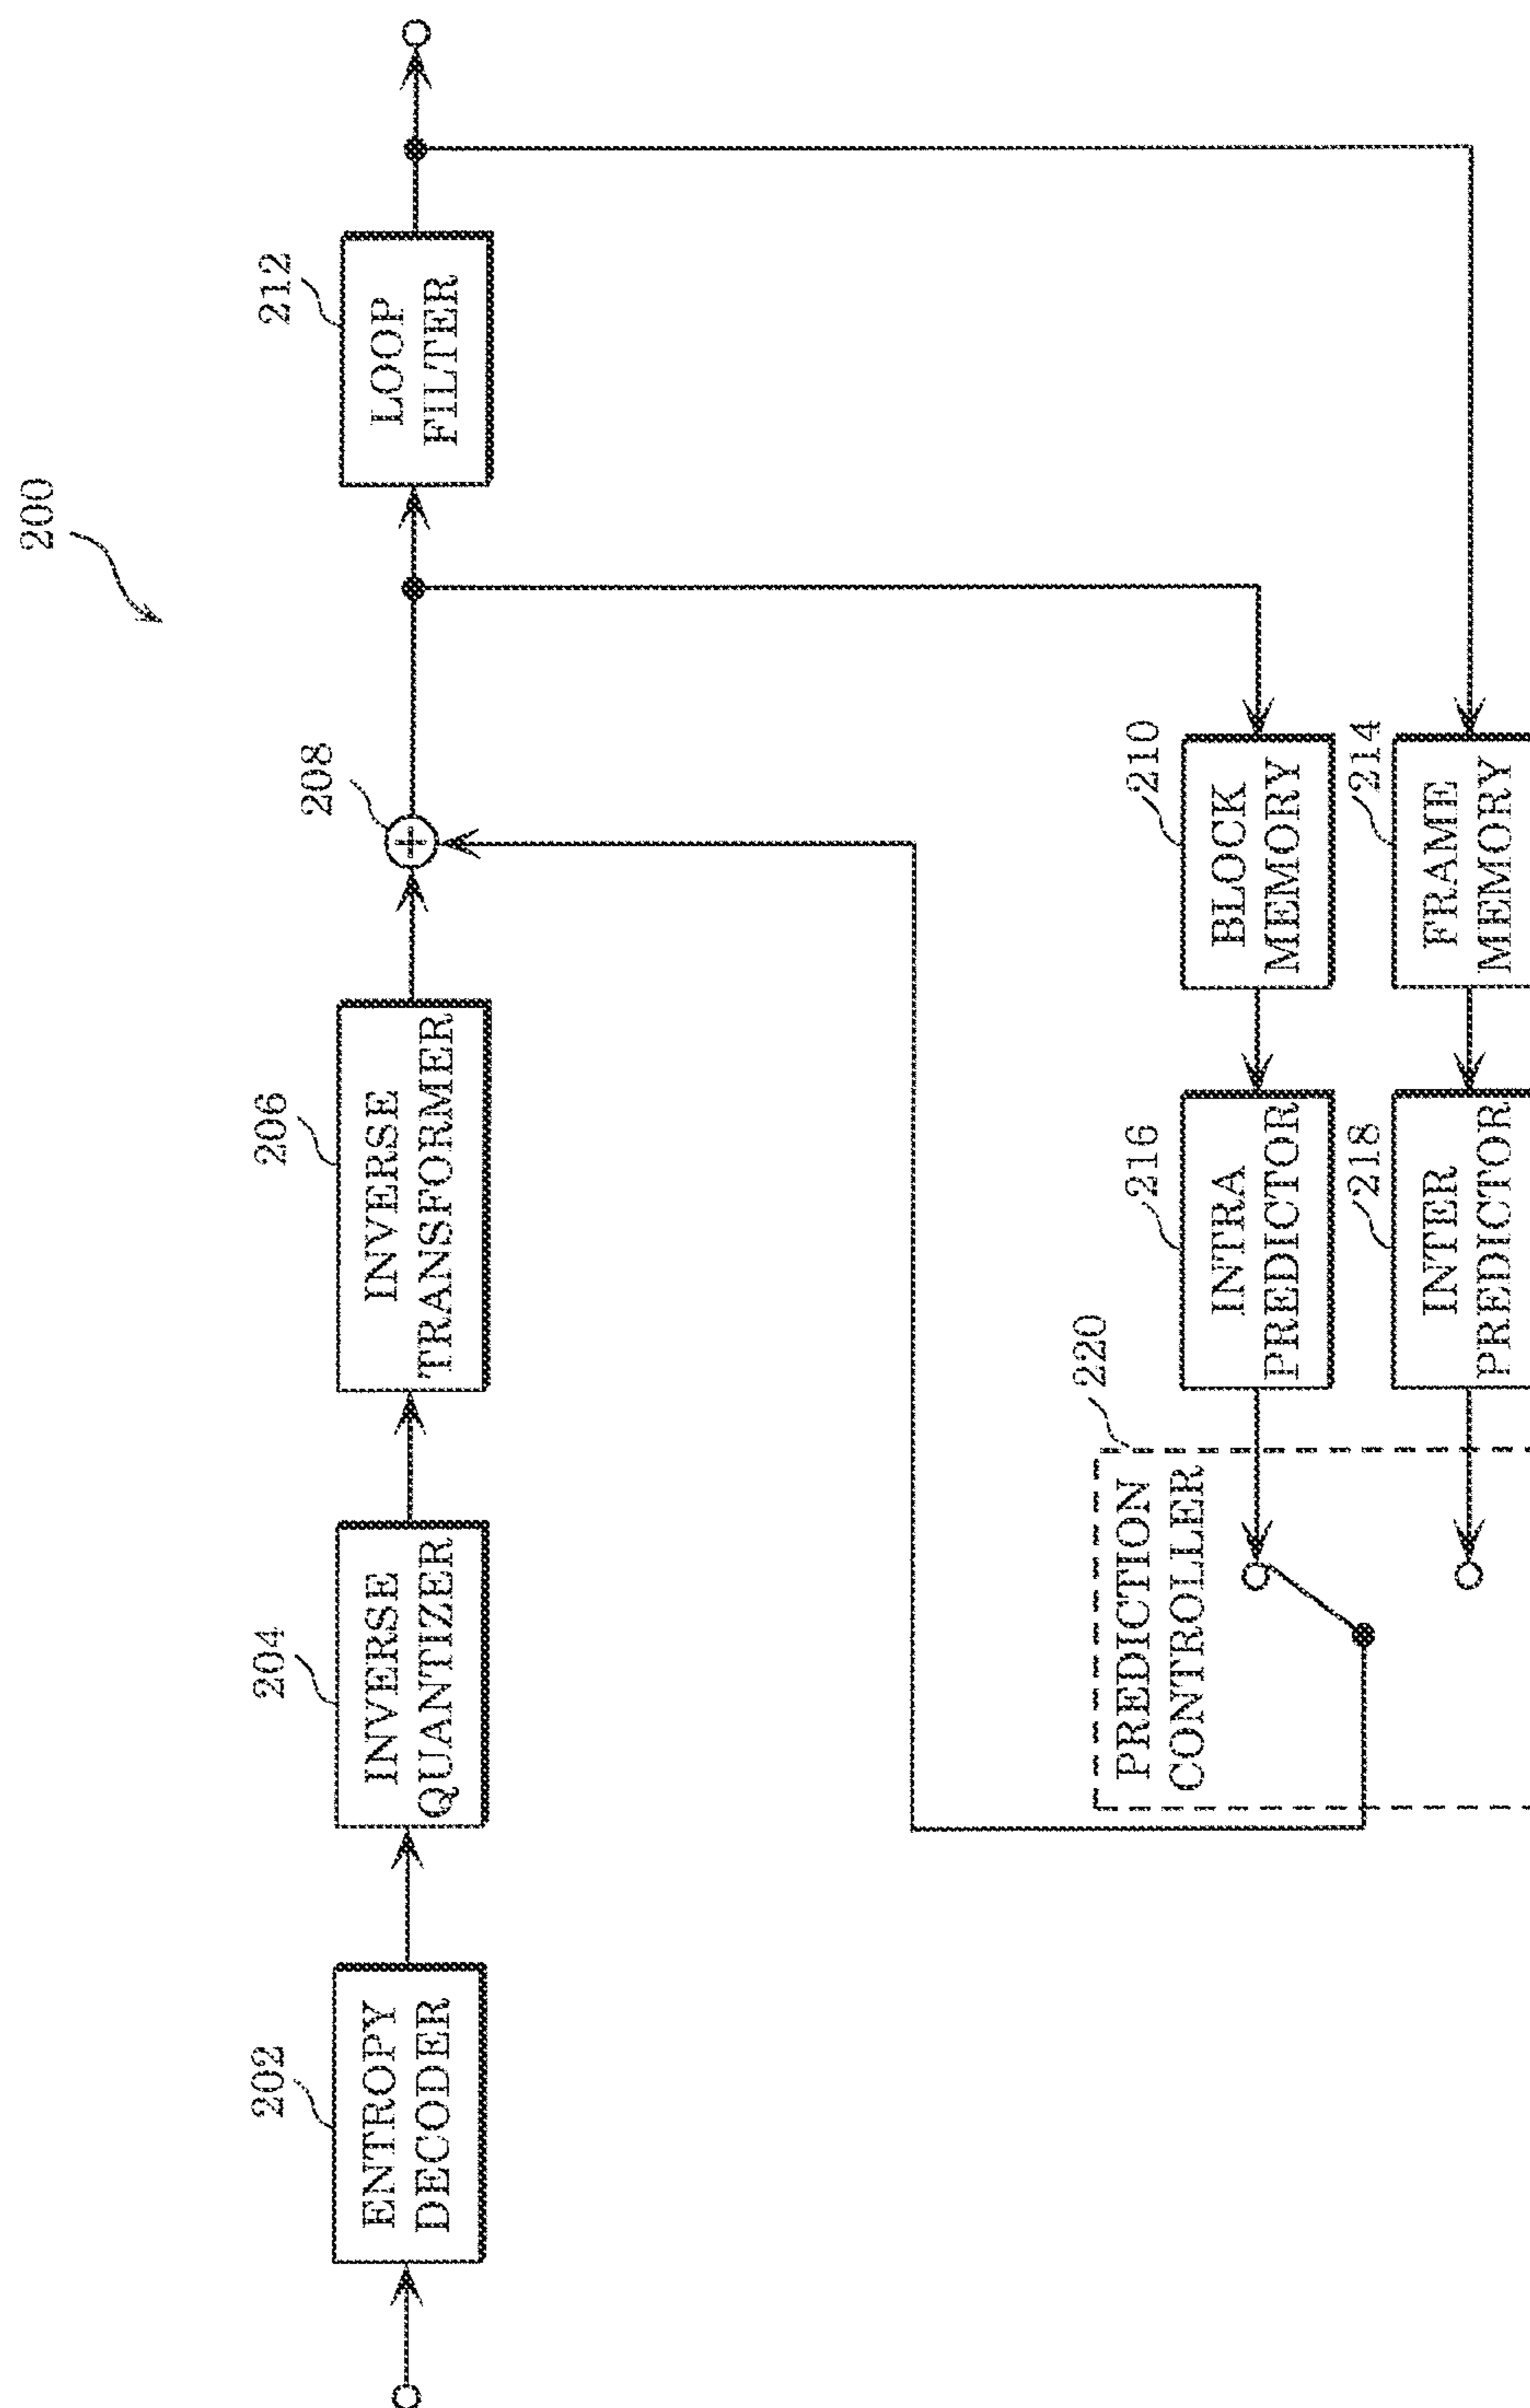 200
202
ENTROPY
DECODER
204
INVERSE
QUANTIZER
206
INVERSE
TRANSFORMER
208
+
212
LOOP
FILTER
220
PREDICTION
CONTROLLER
216
INTRA
PREDICTOR
210
BLOCK
MEMORY
218
INTER
PREDICTOR
214
FRAME
MEMORY